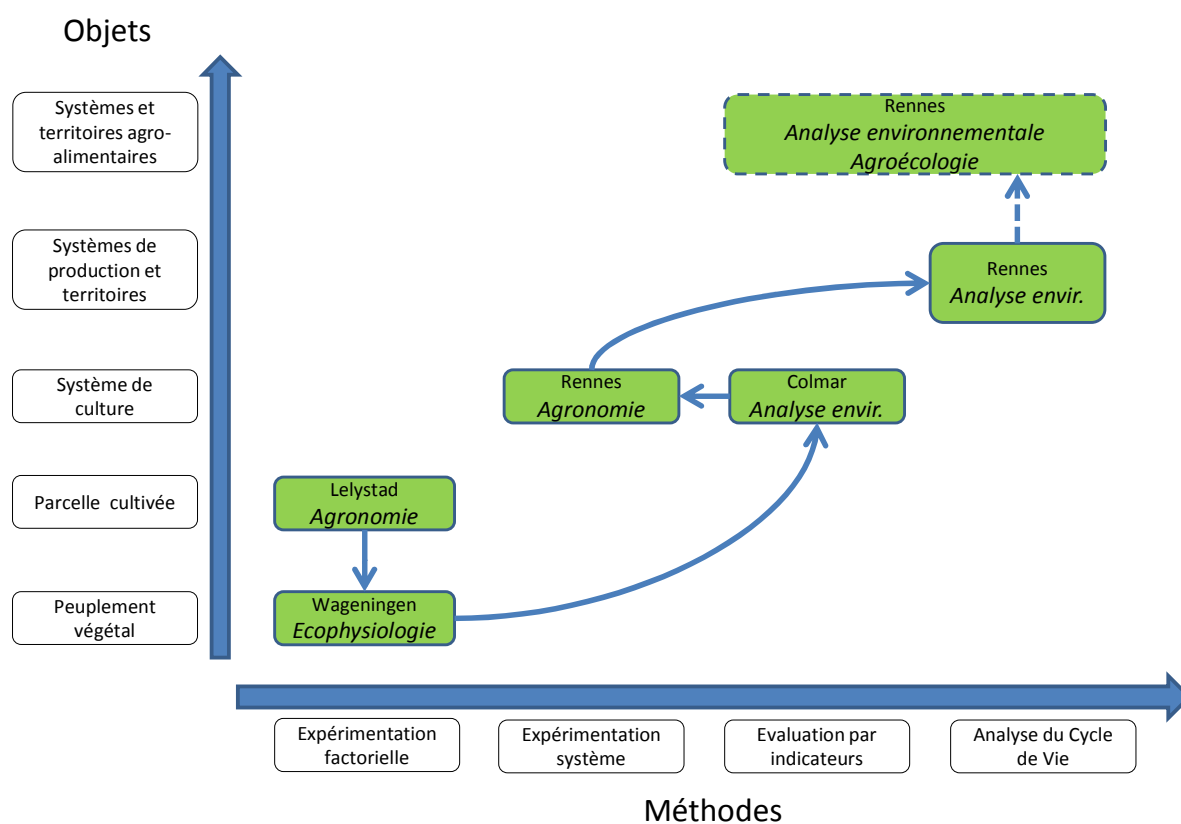 Objets
Systèmes et
territoires agro-
alimentaires
Rennes
Analyse environnementale
Agroécologie
Systèmes de
production et
territoires
Rennes
Analyse envir.
Système de
culture
Rennes
Agronomie
Colmar
Analyse envir.
Parcelle cultivée
Lelystad
Agronomie
Peuplement
végétal
Wageningen
Ecophysiologie
Expérimentation
factorielle
Expérimentation
système
Evaluation par
indicateurs
Analyse du Cycle
de Vie
Méthodes